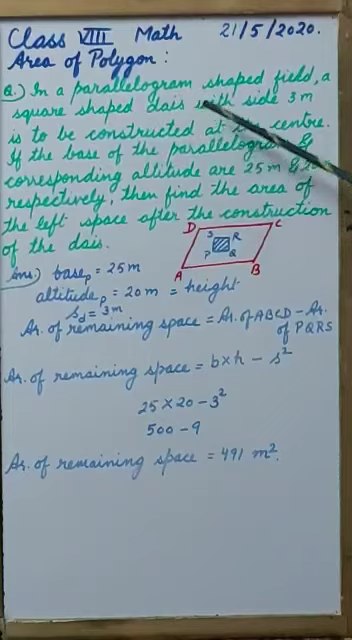 Class VIII Math 21/5/2020.
Area of Polygon :
Q.) In a parallelogram shaped field, a
square shaped dais with side 3 m
is to be constructed at centre.
If the base of the parallelogram &
corresponding altitude are 25 m &
respectively, then find the area of
the left space after the construction
of the dais.
D C
S R
P Q
A B
Ans:) base p = 25 m
altitude p = 20 m = height
s d = 3 m
Ar. of remaining space = Ar. of ABCD - Ar.
of PQRS
Ar. of remaining space = b x h - s²
25 x 20 - 3²
500 - 9
Ar. of remaining space = 491 m².